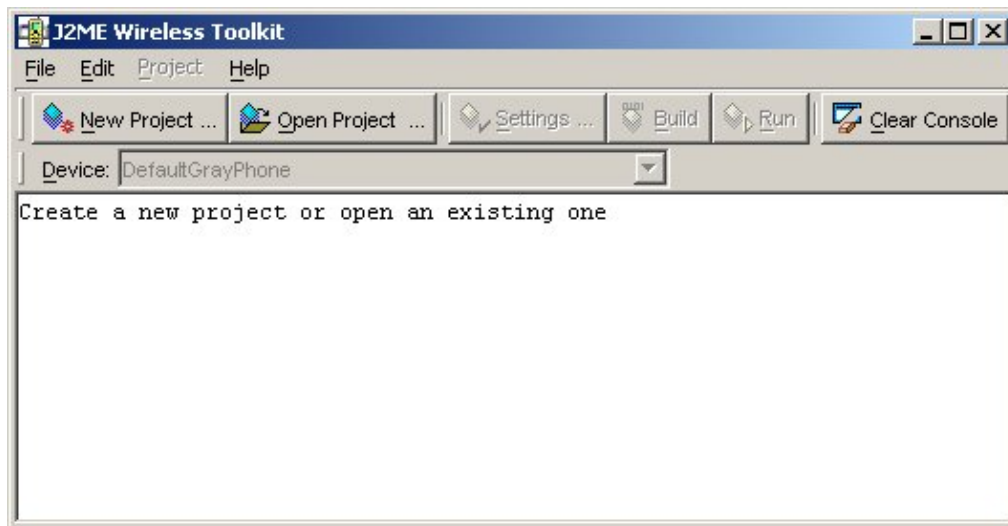 J2ME Wireless Toolkit
File Edit Project Help
New Project ... Open Project ... Settings ... Build Run Clear Console
Device: DefaultGrayPhone
Create a new project or open an existing one